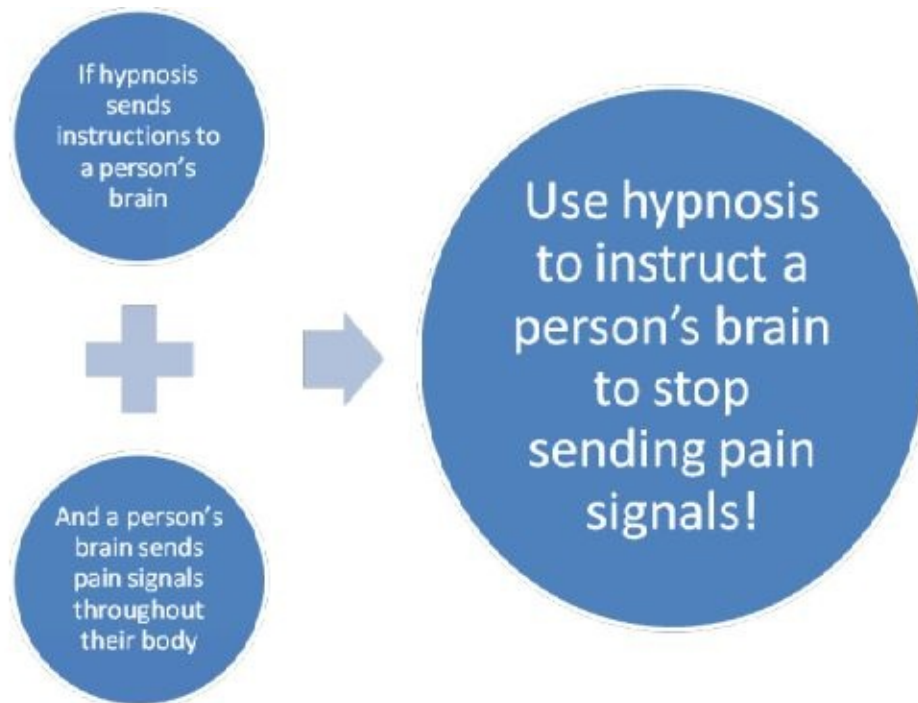 If hypnosis
sends
instructions to
a person's
brain
And a person's
brain sends
pain signals
throughout
their body
Use hypnosis
to instruct a
person's brain
to stop
sending pain
signals!